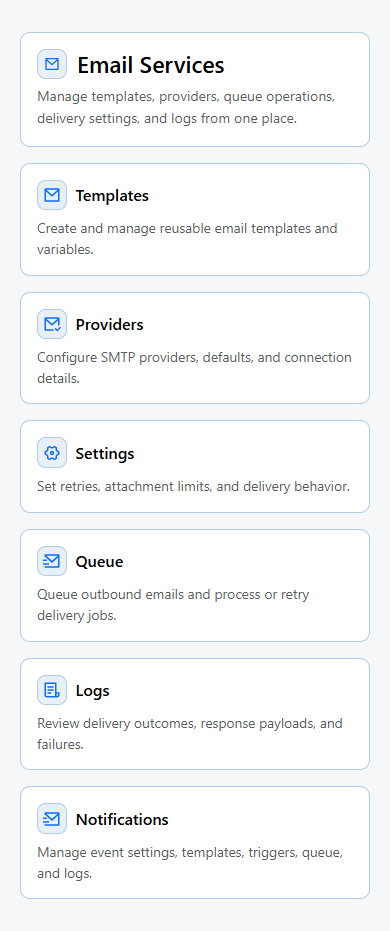 Email Services
Manage templates, providers, queue operations,
delivery settings, and logs from one place.
Templates
Create and manage reusable email templates and
variables.
Providers
Configure SMTP providers, defaults, and connection
details.
Settings
Set retries, attachment limits, and delivery behavior.
Queue
Queue outbound emails and process or retry
delivery jobs.
Logs
Review delivery outcomes, response payloads, and
failures.
Notifications
Manage event settings, templates, triggers, queue,
and logs.